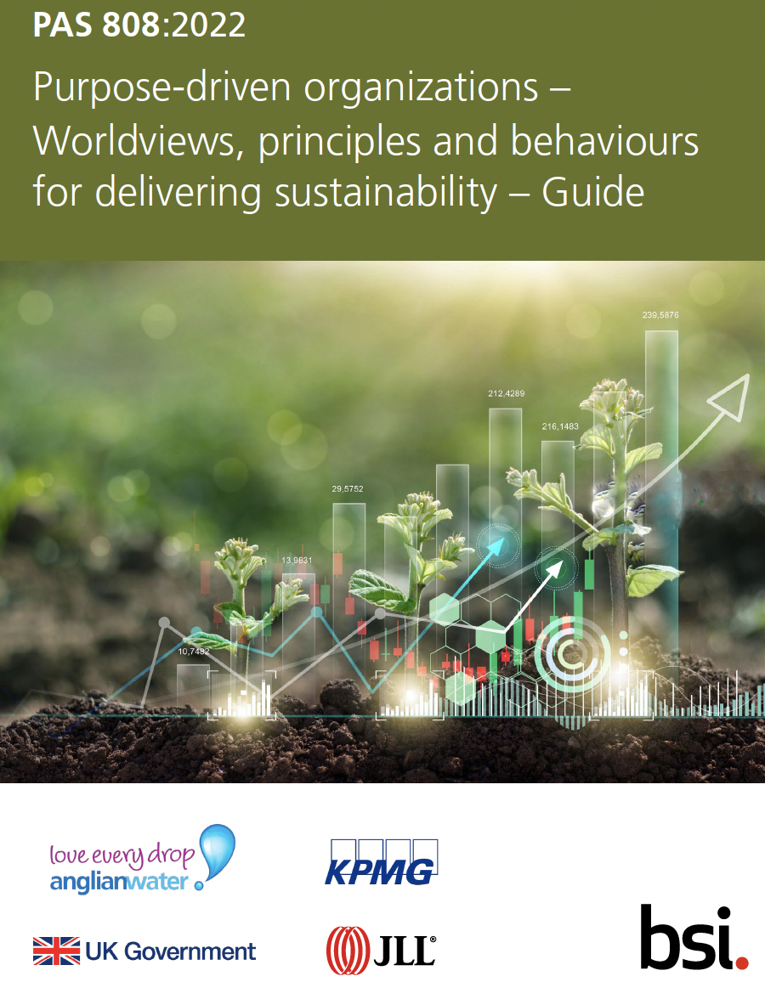 PAS 808:2022
Purpose-driven organizations –
Worldviews, principles and behaviours
for delivering sustainability – Guide
239,5876
212,4289
216,1483
29,5752
13,9831
10,7482
love every drop
anglianwater
KPMG
UK Government
JLL®
bsi.